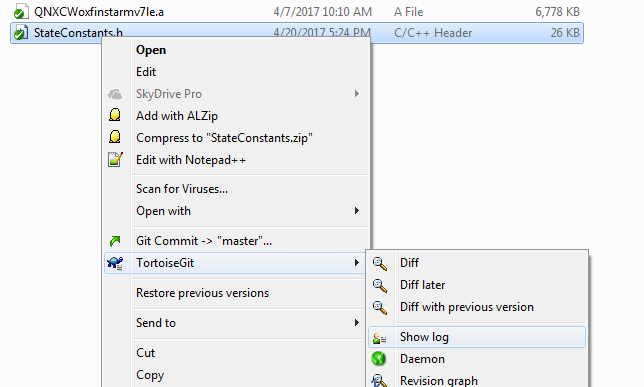 QNXCWoxfinstarmv7le.a 4/7/2017 10:10 AM A File 6,778 KB
StateConstants.h 4/20/2017 5:24 PM C/C++ Header 26 KB
Open
Edit
SkyDrive Pro
Add with ALZip
Compress to "StateConstants.zip"
Edit with Notepad++
Scan for Viruses...
Open with
Git Commit -> "master"...
TortoiseGit
Diff
Diff later
Restore previous versions
Diff with previous version
Send to
Show log
Cut
Daemon
Copy
Revision graph